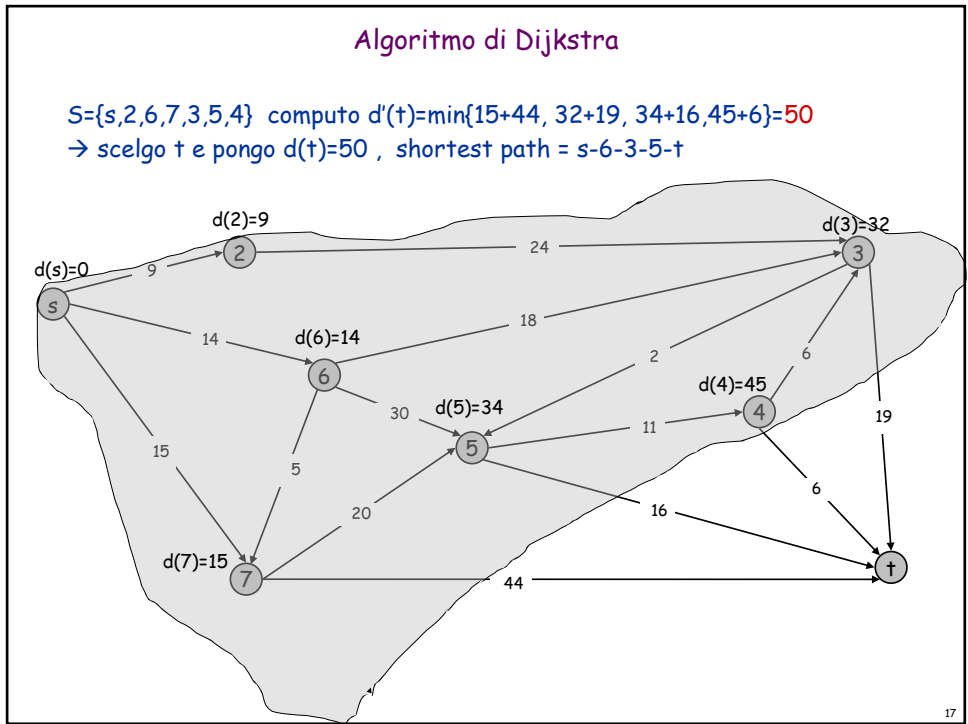 Algoritmo di Dijkstra
S={s,2,6,7,3,5,4} computo d’(t)=min{15+44, 32+19, 34+16,45+6}=50
→ scelgo t e pongo d(t)=50 , shortest path = s-6-3-5-t
d(2)=9
d(3)=32
2
24
3
d(s)=0
9
s
18
14
d(6)=14
2
6
6
d(4)=45
30
d(5)=34
4
19
11
15
5
5
6
20
16
d(7)=15
t
7
44
17